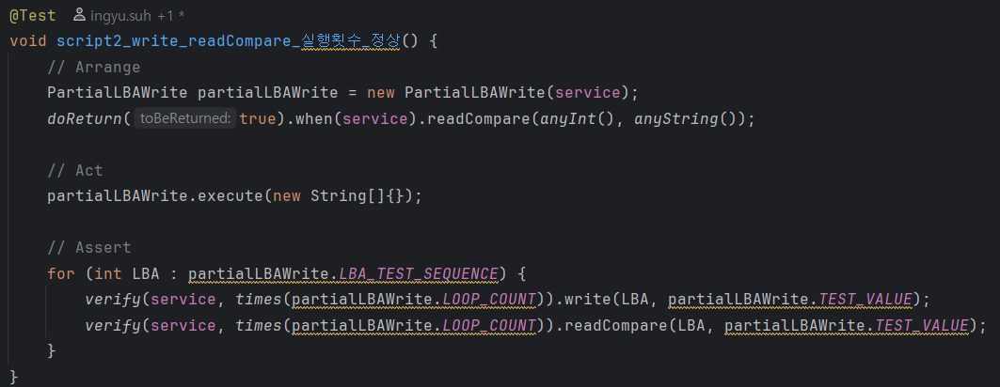 @Test ingyu.suh +1 *
void script2_write_readCompare_실행횟수_정상() {
// Arrange
PartialLBAWrite partialLBAWrite = new PartialLBAWrite(service);
doReturn( toBeReturned: true).when(service).readCompare(anyInt(), anyString());
// Act
partialLBAWrite.execute(new String[]{});
// Assert
for (int LBA : partialLBAWrite.LBA_TEST_SEQUENCE) {
verify(service, times(partialLBAWrite.LOOP_COUNT)).write(LBA, partialLBAWrite.TEST_VALUE);
verify(service, times(partialLBAWrite.LOOP_COUNT)).readCompare(LBA, partialLBAWrite.TEST_VALUE);
}
}